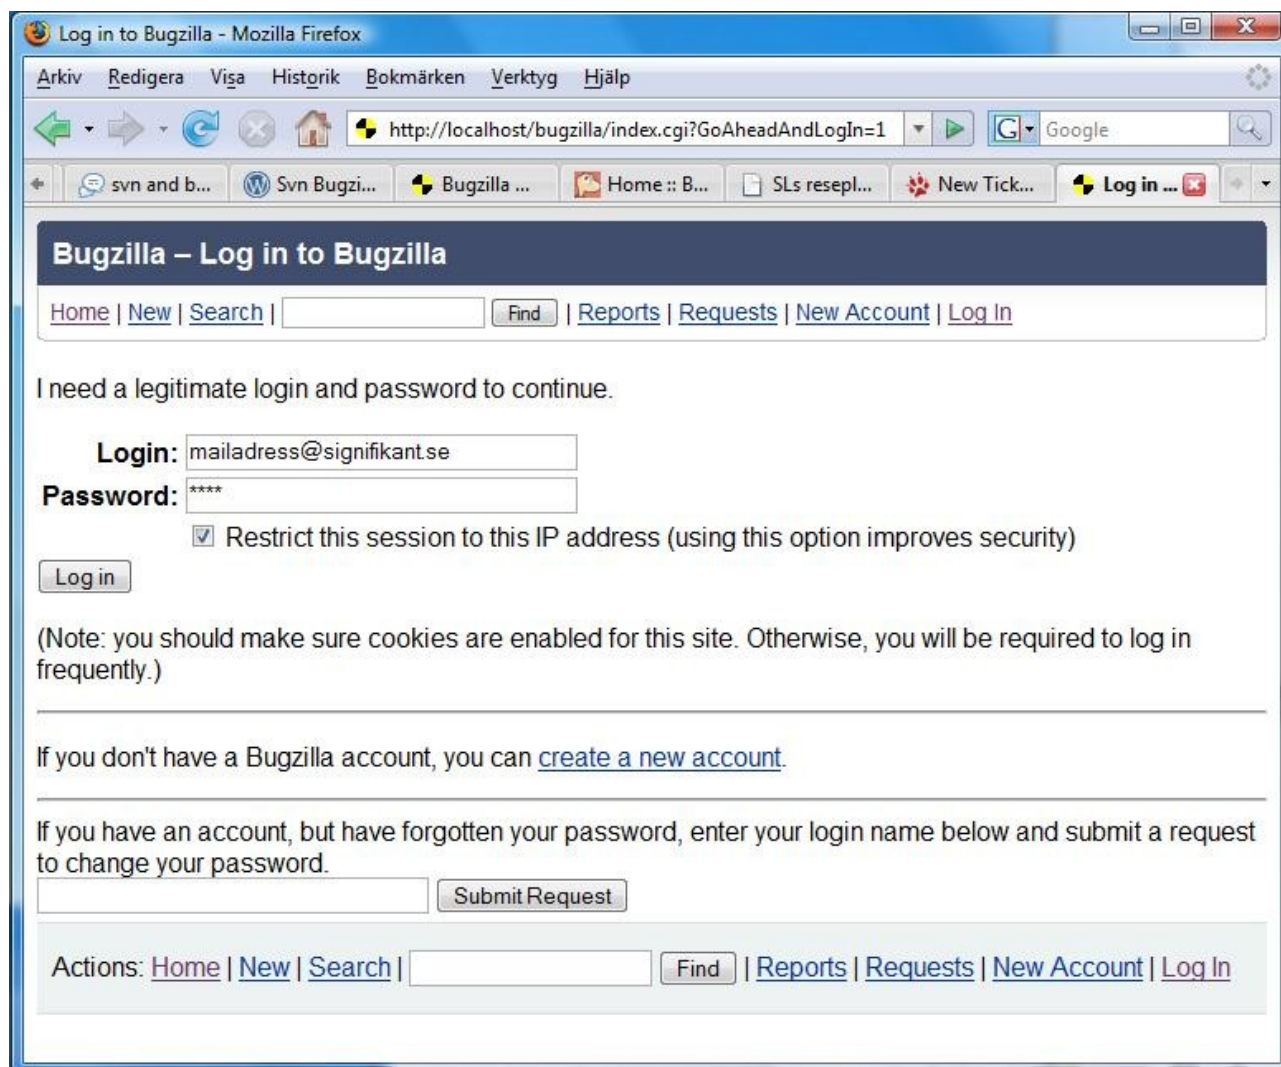 Log in to Bugzilla - Mozilla Firefox
Arkiv Redigera Visa Historik Bokmärken Verktyg Hjälp
http://localhost/bugzilla/index.cgi?GoAheadAndLogIn=1 G Google
svn and b... Svn Bugzi... Bugzilla ... Home :: B... SLs resepl... New Tick... Log in ...
Bugzilla – Log in to Bugzilla
Home | New | Search | Find | Reports | Requests | New Account | Log In
I need a legitimate login and password to continue.
Login: mailadress@signifikant.se
Password: ****
Restrict this session to this IP address (using this option improves security)
Log in
(Note: you should make sure cookies are enabled for this site. Otherwise, you will be required to log in
frequently.)
If you don't have a Bugzilla account, you can create a new account.
If you have an account, but have forgotten your password, enter your login name below and submit a request
to change your password.
Submit Request
Actions: Home | New | Search | Find | Reports | Requests | New Account | Log In